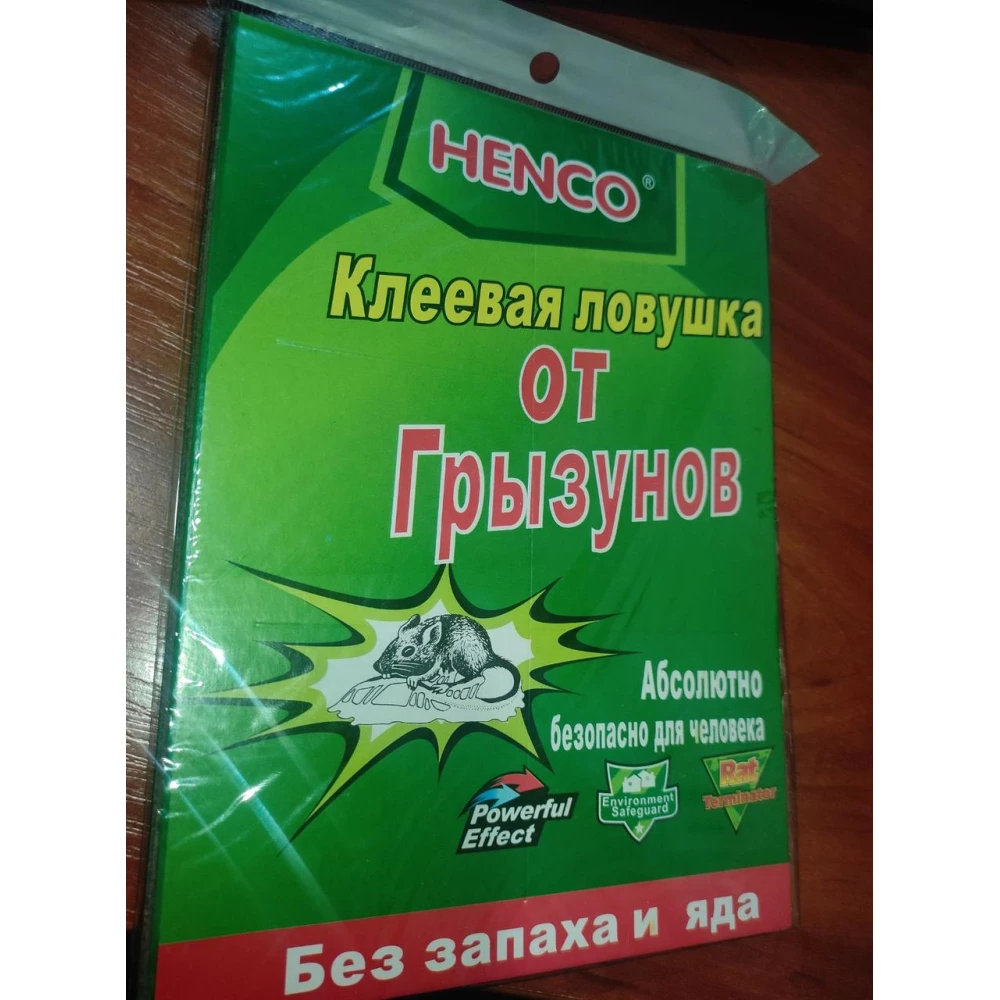 HENCO®
Клеевая ловушка
от
Грызунов
Абсолютно
безопасно для человека
Powerful
Effect
Environment
Safeguard
Rat
Terminator
Без запаха и яда